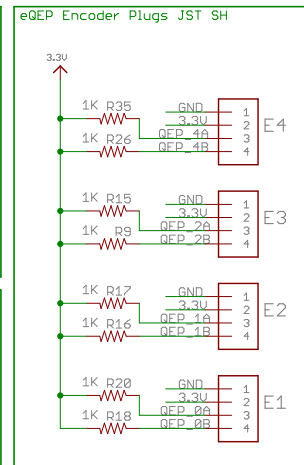 eQEP Encoder Plugs JST SH
3.3V
1K R35 GND 1
3.3V 2 E4
QEP_4A 3
1K R26 QEP_4B 4
1K R15 GND 1
3.3V 2 E3
QEP_2A 3
1K R9 QEP_2B 4
1K R17 GND 1
3.3V 2 E2
QEP_1A 3
1K R16 QEP_1B 4
1K R20 GND 1
3.3V 2 E1
QEP_0A 3
1K R18 QEP_0B 4